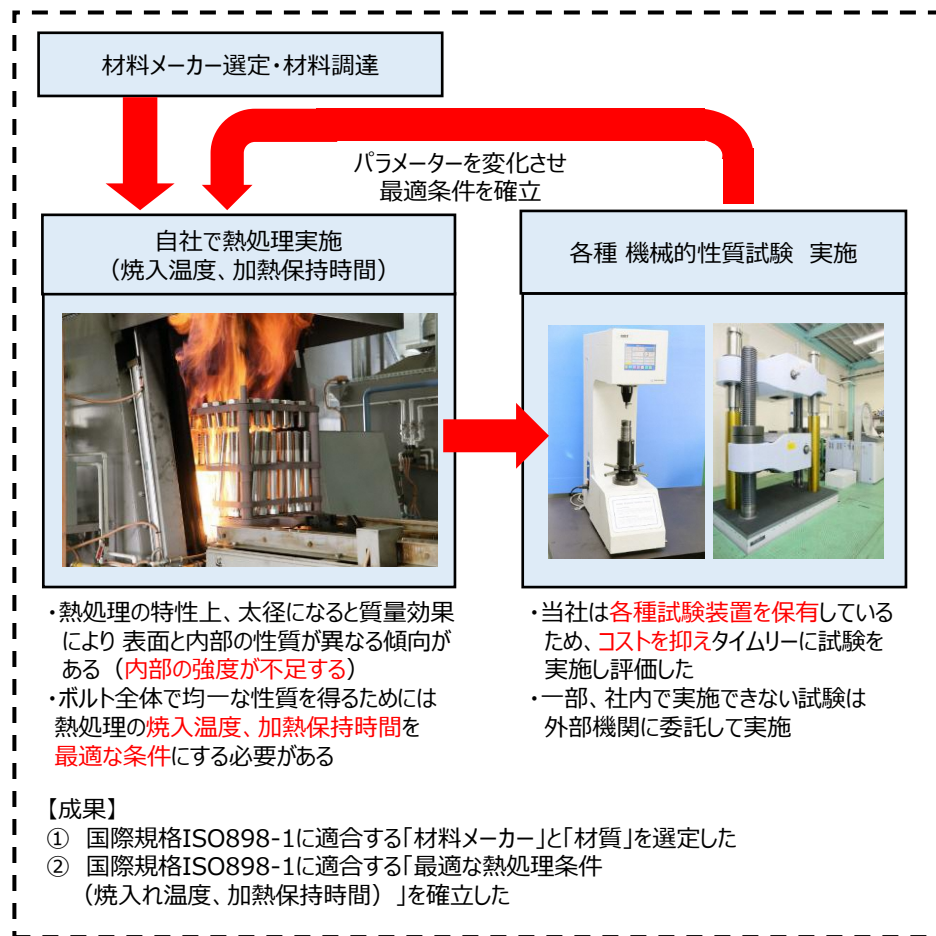 材料メーカー選定・材料調達
パラメーターを変化させ
最適条件を確立
自社で熱処理実施
（焼入温度、加熱保持時間）
各種 機械的性質試験　実施
・熱処理の特性上、太径になると質量効果
により 表面と内部の性質が異なる傾向が
ある（内部の強度が不足する）
・ボルト全体で均一な性質を得るためには
熱処理の焼入温度、加熱保持時間を
最適な条件にする必要がある
・当社は各種試験装置を保有している
ため、コストを抑えタイムリーに試験を
実施し評価した
・一部、社内で実施できない試験は
外部機関に委託して実施
【成果】
①　国際規格ISO898-1に適合する「材料メーカー」と「材質」を選定した
②　国際規格ISO898-1に適合する「最適な熱処理条件
（焼入れ温度、加熱保持時間）」を確立した